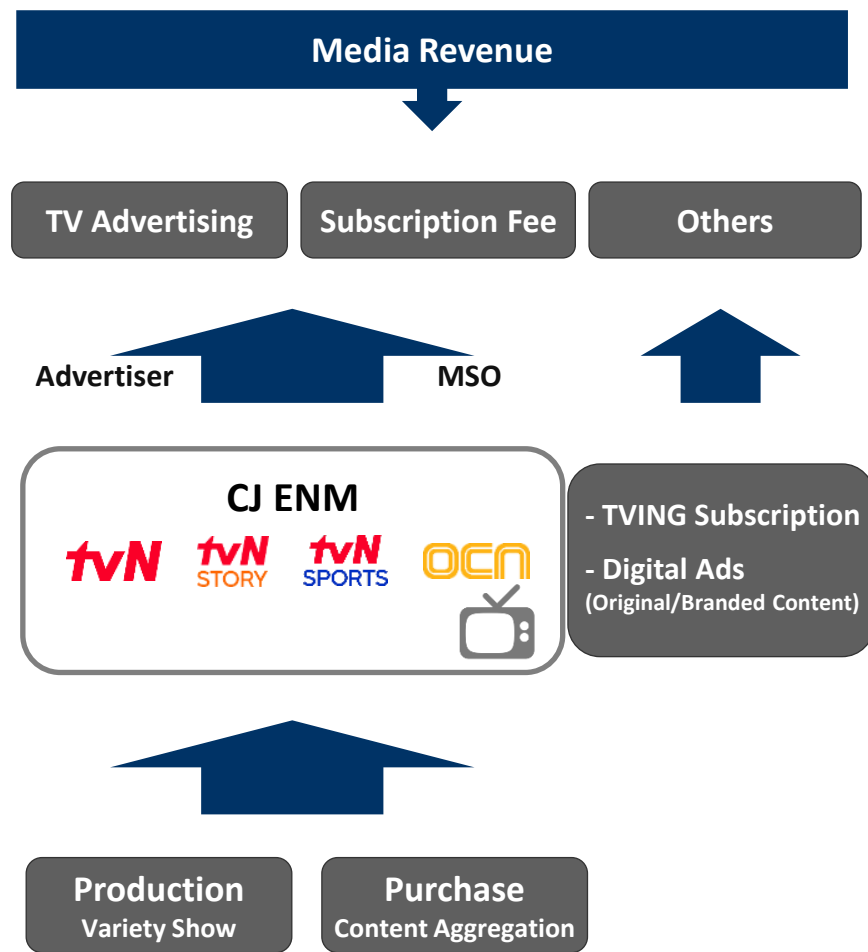 Media Revenue
TV Advertising
Subscription Fee
Others
Advertiser
MSO
CJ ENM
tvN
tvN
STORY
tvN
SPORTS
OCN
- TVING Subscription
- Digital Ads
(Original/Branded Content)
Production
Variety Show
Purchase
Content Aggregation